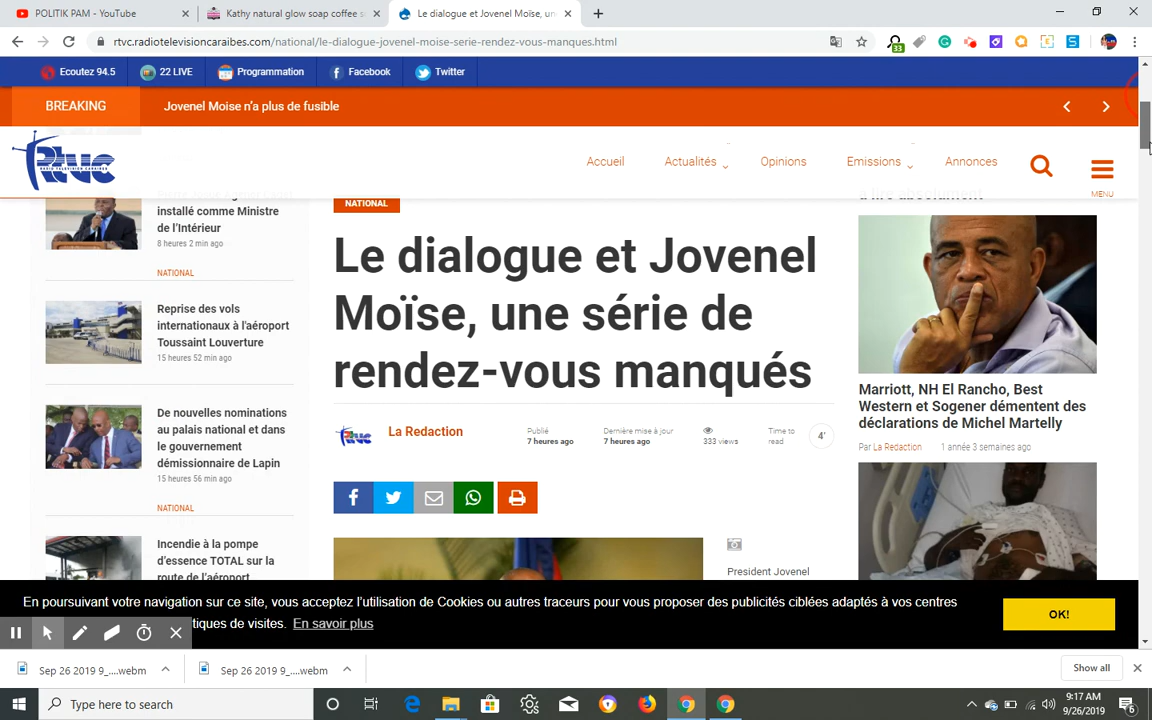 POLITIK PAM - YouTube
Kathy natural glow soap coffee s
Le dialogue et Jovenel Moïse, un
rtvc.radiotelevisioncaraibes.com/national/le-dialogue-jovenel-moise-serie-rendez-vous-manques.html
33
Ecoutez 94.5
22 LIVE
Programmation
Facebook
Twitter
BREAKING
Jovenel Moise n'a plus de fusible
RTVC
RADIO TELEVISION CARAIBES
Accueil
Actualités
Opinions
Emissions
Annonces
MENU
installé comme Ministre
de l'Intérieur
8 heures 2 min ago
NATIONAL
Reprise des vols
internationaux à l'aéroport
Toussaint Louverture
15 heures 52 min ago
De nouvelles nominations
au palais national et dans
le gouvernement
démissionnaire de Lapin
15 heures 56 min ago
NATIONAL
Incendie à la pompe
d'essence TOTAL sur la
route de l'aéroport
NATIONAL
Le dialogue et Jovenel
Moïse, une série de
rendez-vous manqués
La Redaction
Publié
7 heures ago
Dernière mise à jour
7 heures ago
333 views
Time to
read
4'
President Jovenel
à lire absolument
Marriott, NH El Rancho, Best
Western et Sogener démentent des
déclarations de Michel Martelly
Par La Redaction
1 année 3 semaines ago
En poursuivant votre navigation sur ce site, vous acceptez l'utilisation de Cookies ou autres traceurs pour vous proposer des publicités ciblées adaptés à vos centres
tiques de visites. En savoir plus
OK!
Sep 26 2019 9_....webm
Sep 26 2019 9_....webm
Show all
Type here to search
9:17 AM
9/26/2019
6